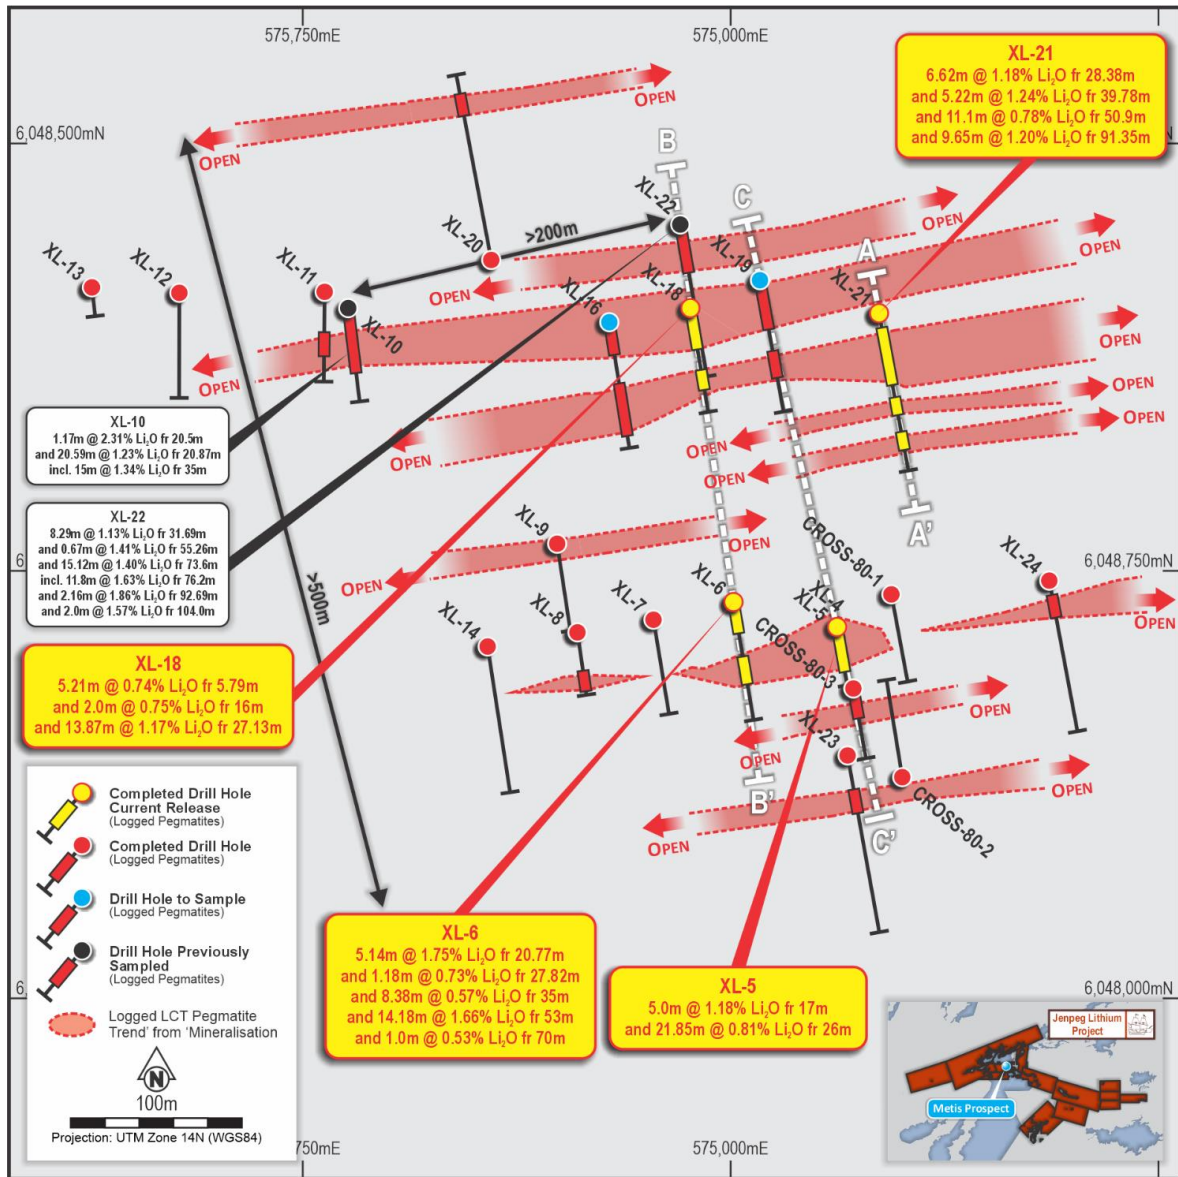 575,750mE
575,000mE
XL-21
6.62m @ 1.18% Li₂O fr 28.38m
and 5.22m @ 1.24% Li₂O fr 39.78m
and 11.1m @ 0.78% Li₂O fr 50.9m
and 9.65m @ 1.20% Li₂O fr 91.35m
6,048,500mN
N
OPEN
OPEN
B
C
A
XL-22
XL-20
>200m
XL-19
XL-18
XL-21
XL-16
XL-13
XL-12
XL-11
XL-10
OPEN
OPEN
OPEN
OPEN
OPEN
OPEN
OPEN
OPEN
OPEN
OPEN
OPEN
A'
XL-10
1.17m @ 2.31% Li₂O fr 20.5m
and 20.59m @ 1.23% Li₂O fr 20.87m
incl. 15m @ 1.34% Li₂O fr 35m
XL-22
8.29m @ 1.13% Li₂O fr 31.69m
and 0.67m @ 1.41% Li₂O fr 55.26m
and 15.12m @ 1.40% Li₂O fr 73.6m
incl. 11.8m @ 1.63% Li₂O fr 76.2m
and 2.16m @ 1.86% Li₂O fr 92.69m
and 2.0m @ 1.57% Li₂O fr 104.0m
6,0
6,048,750mN
>500m
OPEN
OPEN
XL-9
XL-14
XL-8
XL-7
XL-6
CROSS-80-1
XL-4
XL-5
CROSS-80-3
XL-24
OPEN
XL-23
CROSS-80-2
OPEN
OPEN
OPEN
OPEN
B'
C'
XL-18
5.21m @ 0.74% Li₂O fr 5.79m
and 2.0m @ 0.75% Li₂O fr 16m
and 13.87m @ 1.17% Li₂O fr 27.13m
XL-6
5.14m @ 1.75% Li₂O fr 20.77m
and 1.18m @ 0.73% Li₂O fr 27.82m
and 8.38m @ 0.57% Li₂O fr 35m
and 14.18m @ 1.66% Li₂O fr 53m
and 1.0m @ 0.53% Li₂O fr 70m
XL-5
5.0m @ 1.18% Li₂O fr 17m
and 21.85m @ 0.81% Li₂O fr 26m
6,
6,048,000mN
Completed Drill Hole
Current Release
(Logged Pegmatites)
Completed Drill Hole
(Logged Pegmatites)
Drill Hole to Sample
(Logged Pegmatites)
Drill Hole Previously
Sampled
(Logged Pegmatites)
Logged LCT Pegmatite
Trend' from 'Mineralisation
N
100m
Projection: UTM Zone 14N (WGS84)
Jenpeg Lithium
Project
Metis Prospect
750mE
575,000mE